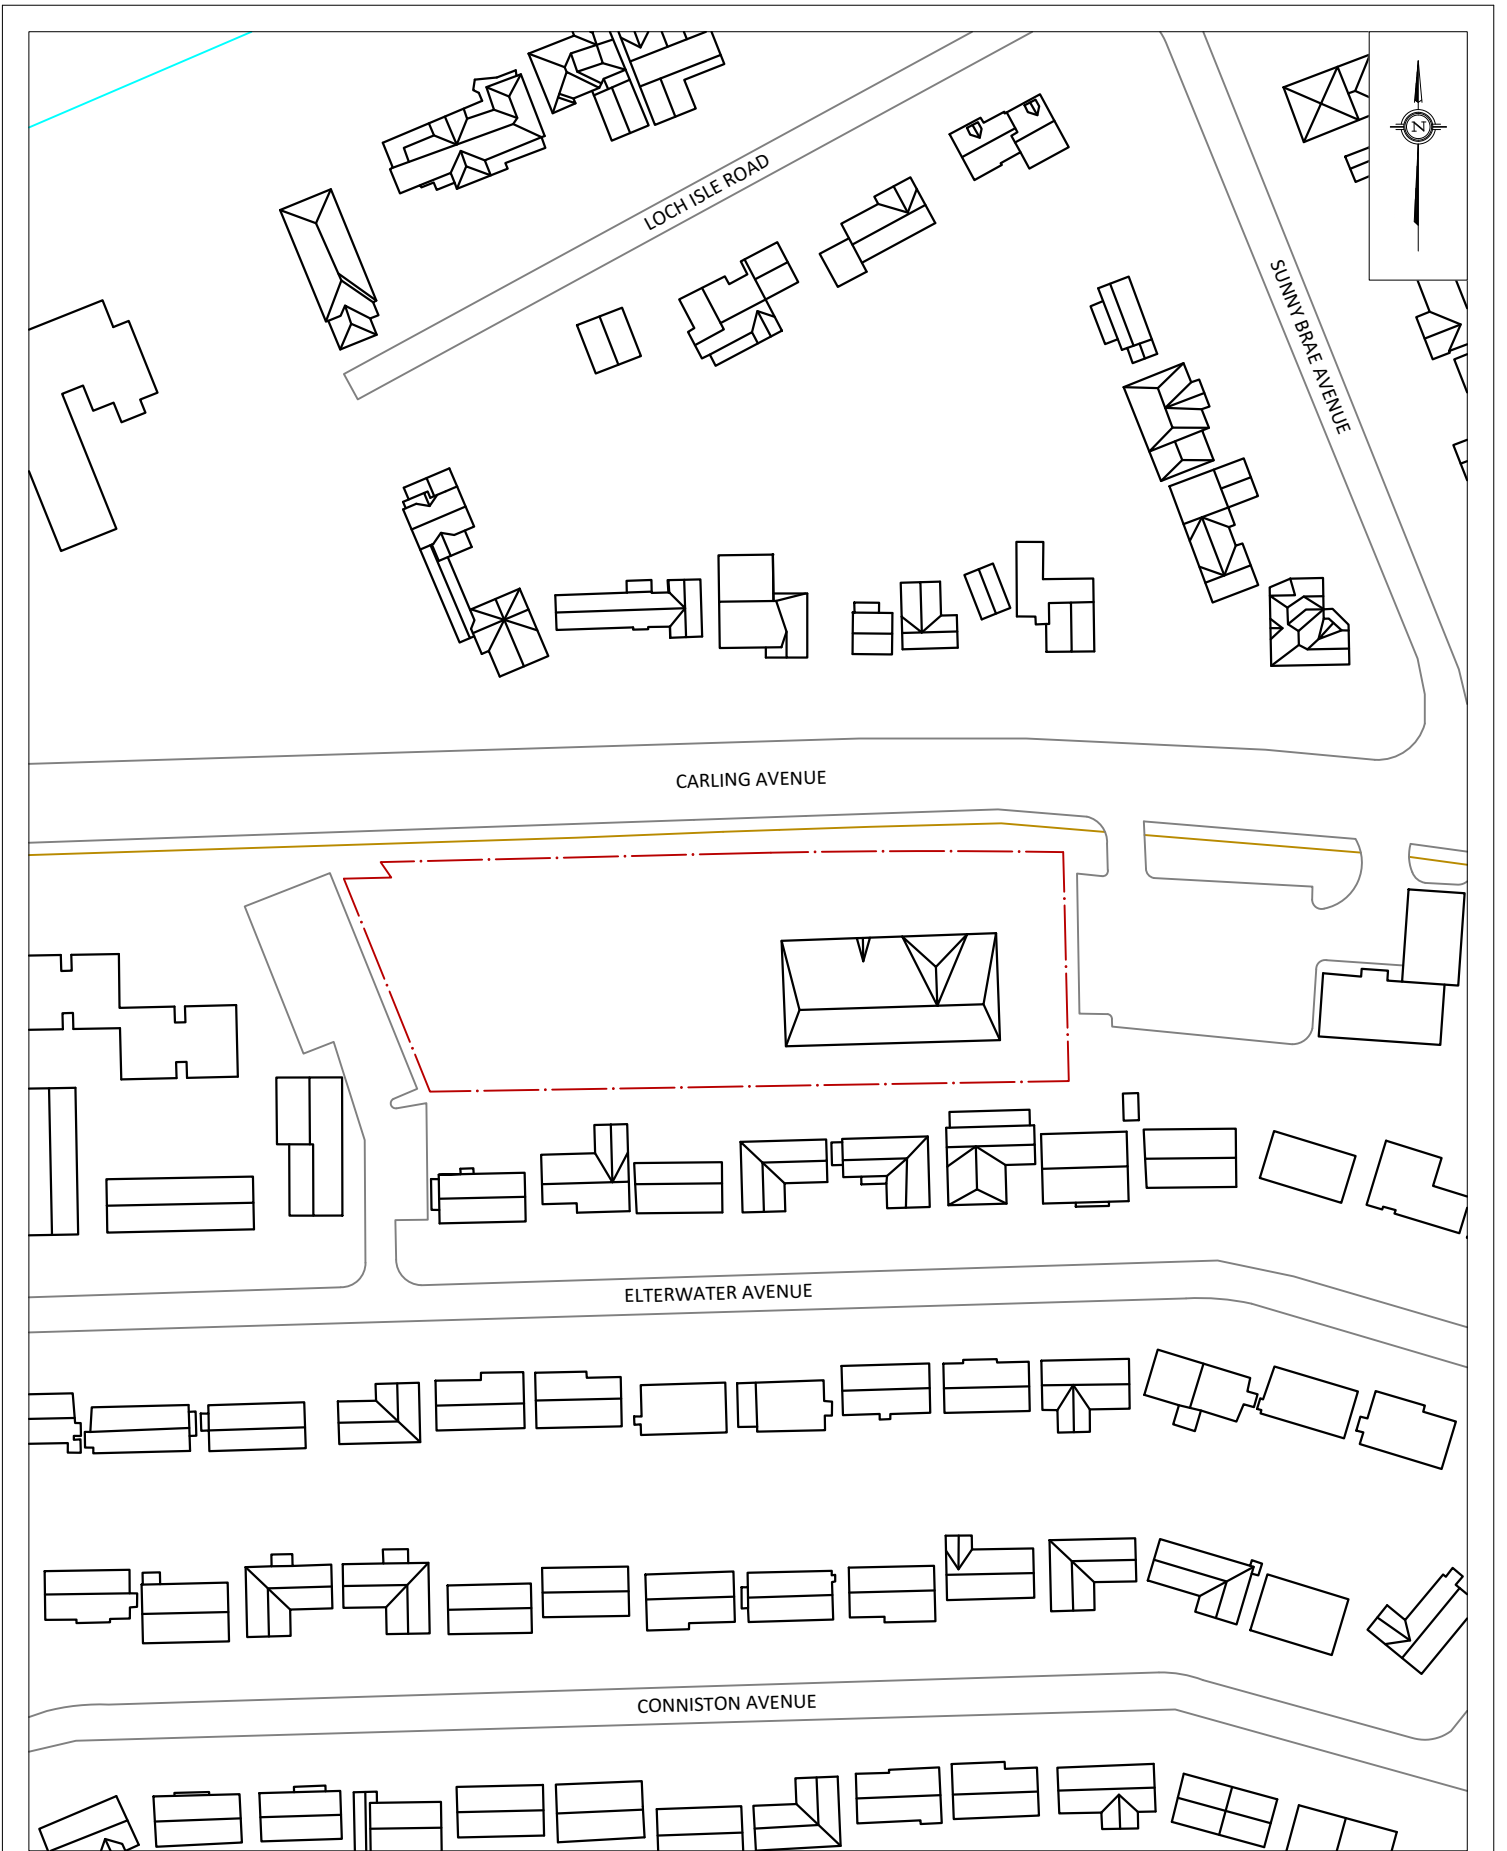 LOCH ISLE ROAD
N
SUNNY BRAE AVENUE
CARLING AVENUE
ELTERWATER AVENUE
CONNISTON AVENUE